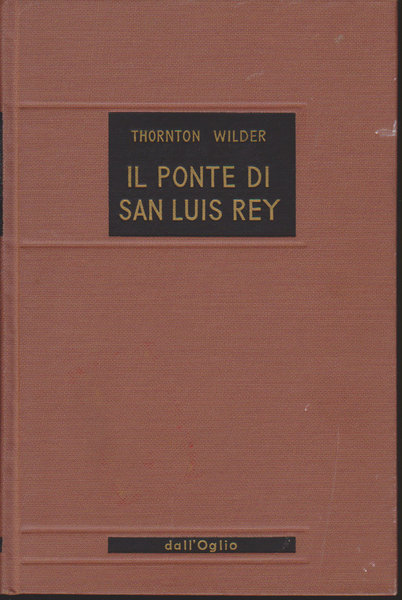 THORNTON WILDER
IL PONTE DI
SAN LUIS REY
dall'Oglio